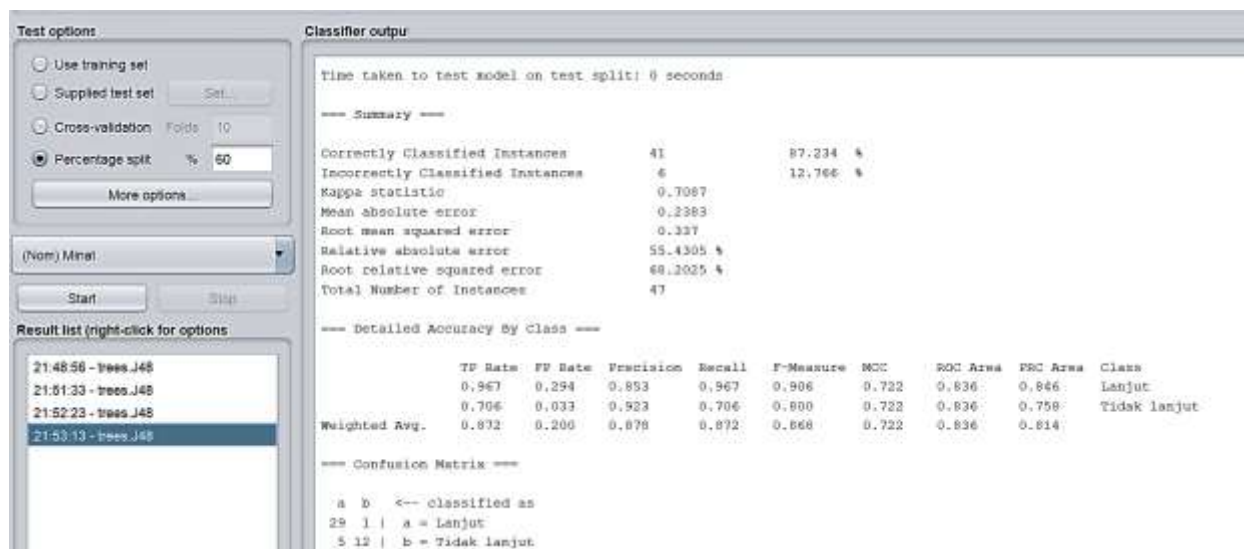 Test options
Use training set
Supplied test set Set...
Cross-validation Folds 10
Percentage split % 60
More options...
(Nom) Minat
Start Stop
Result list (right-click for options
21:48:56 - trees.J48
21:51:33 - trees.J48
21:52:23 - trees.J48
21:53:13 - trees.J48
Classifier outpu
Time taken to test model on test split: 0 seconds
=== Summary ===
Correctly Classified Instances 41 87.234 %
Incorrectly Classified Instances 6 12.766 %
Kappa statistic 0.7087
Mean absolute error 0.2383
Root mean squared error 0.337
Relative absolute error 55.4305 %
Root relative squared error 68.2025 %
Total Number of Instances 47
=== Detailed Accuracy By Class ===
TP Rate FP Rate Precision Recall F-Measure MCC ROC Area PRC Area Class
0.967 0.294 0.853 0.967 0.906 0.722 0.836 0.846 Lanjut
0.706 0.033 0.923 0.706 0.800 0.722 0.836 0.758 Tidak lanjut
Weighted Avg. 0.872 0.200 0.878 0.872 0.868 0.722 0.836 0.814
=== Confusion Matrix ===
a b <-- classified as
29 1 | a = Lanjut
5 12 | b = Tidak lanjut